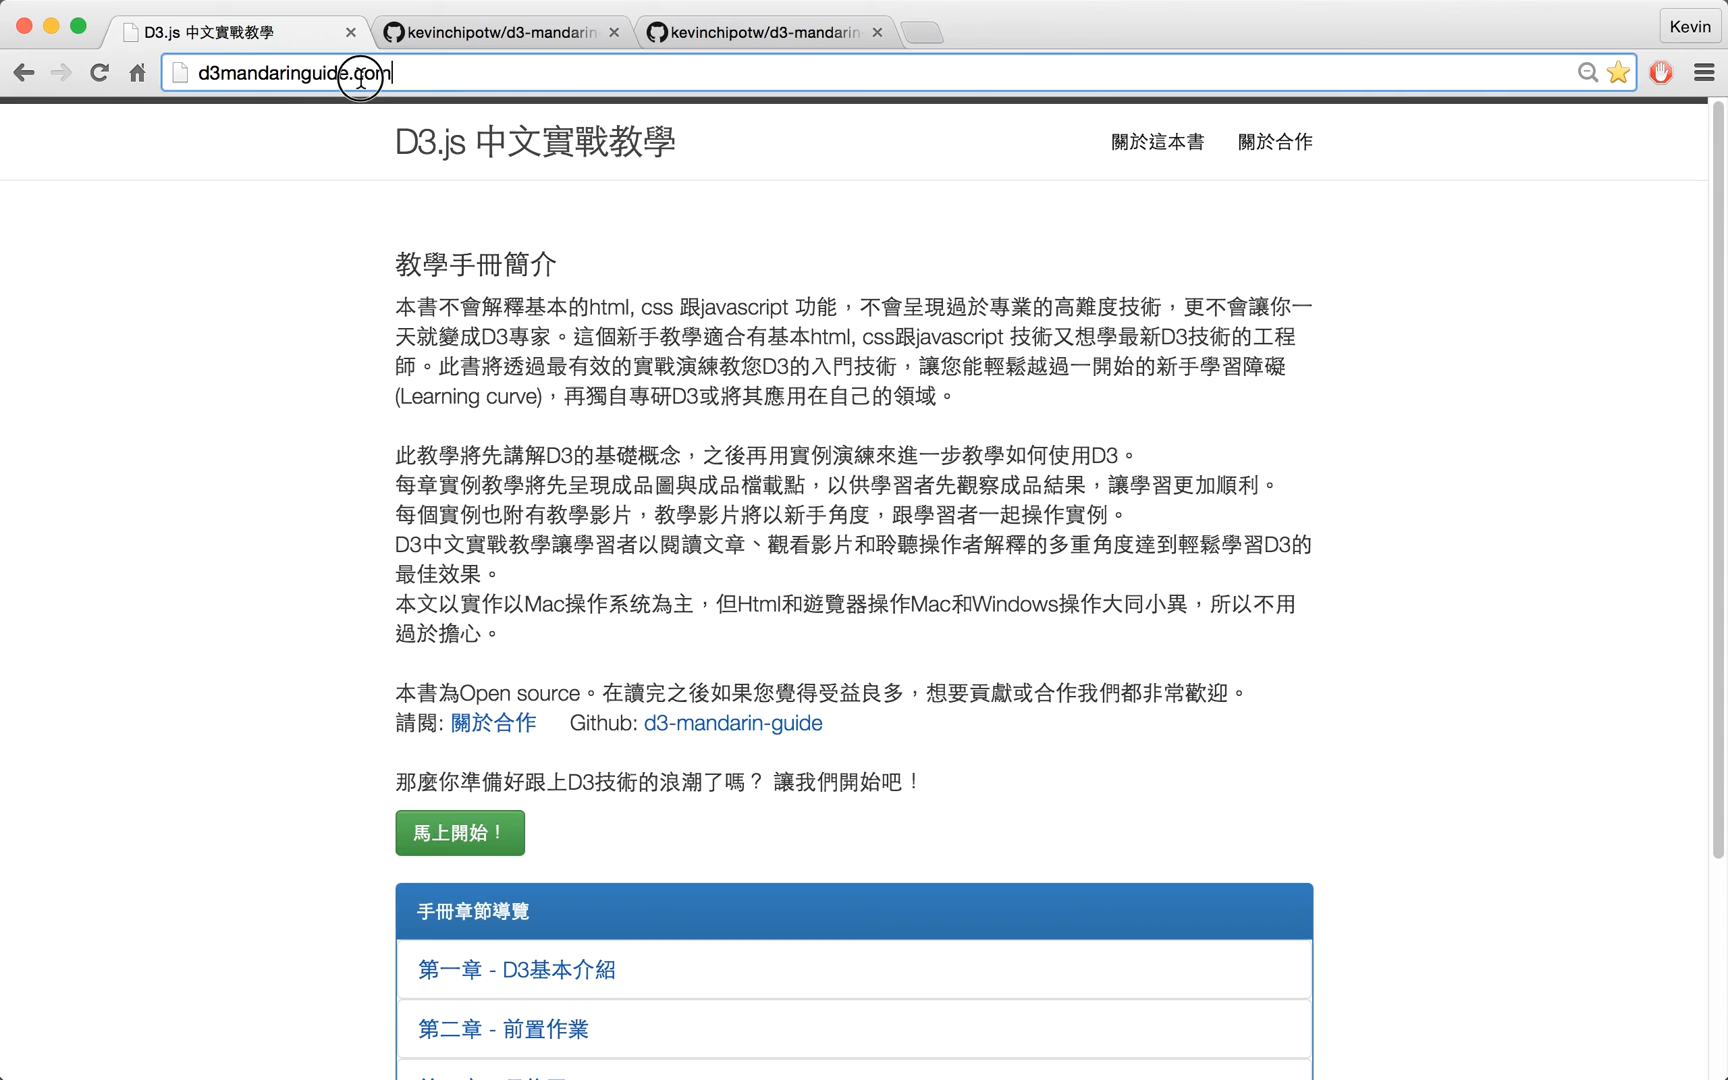 D3.js 中文實戰教學
kevinchipotw/d3-mandarin
kevinchipotw/d3-mandarin
Kevin
d3mandaringuide.com
D3.js 中文實戰教學
關於這本書
關於合作
教學手冊簡介
本書不會解釋基本的html, css 跟javascript 功能，不會呈現過於專業的高難度技術，更不會讓你一
天就變成D3專家。這個新手教學適合有基本html, css跟javascript 技術又想學最新D3技術的工程
師。此書將透過最有效的實戰演練教您D3的入門技術，讓您能輕鬆越過一開始的新手學習障礙
(Learning curve)，再獨自專研D3或將其應用在自己的領域。
此教學將先講解D3的基礎概念，之後再用實例演練來進一步教學如何使用D3。
每章實例教學將先呈現成品圖與成品檔載點，以供學習者先觀察成品結果，讓學習更加順利。
每個實例也附有教學影片，教學影片將以新手角度，跟學習者一起操作實例。
D3中文實戰教學讓學習者以閱讀文章、觀看影片和聆聽操作者解釋的多重角度達到輕鬆學習D3的
最佳效果。
本文以實作以Mac操作系統為主，但Html和遊覽器操作Mac和Windows操作大同小異，所以不用
過於擔心。
本書為Open source。在讀完之後如果您覺得受益良多，想要貢獻或合作我們都非常歡迎。
請閱: 關於合作 Github: d3-mandarin-guide
那麼你準備好跟上D3技術的浪潮了嗎？ 讓我們開始吧！
馬上開始！
手冊章節導覽
第一章 - D3基本介紹
第二章 - 前置作業